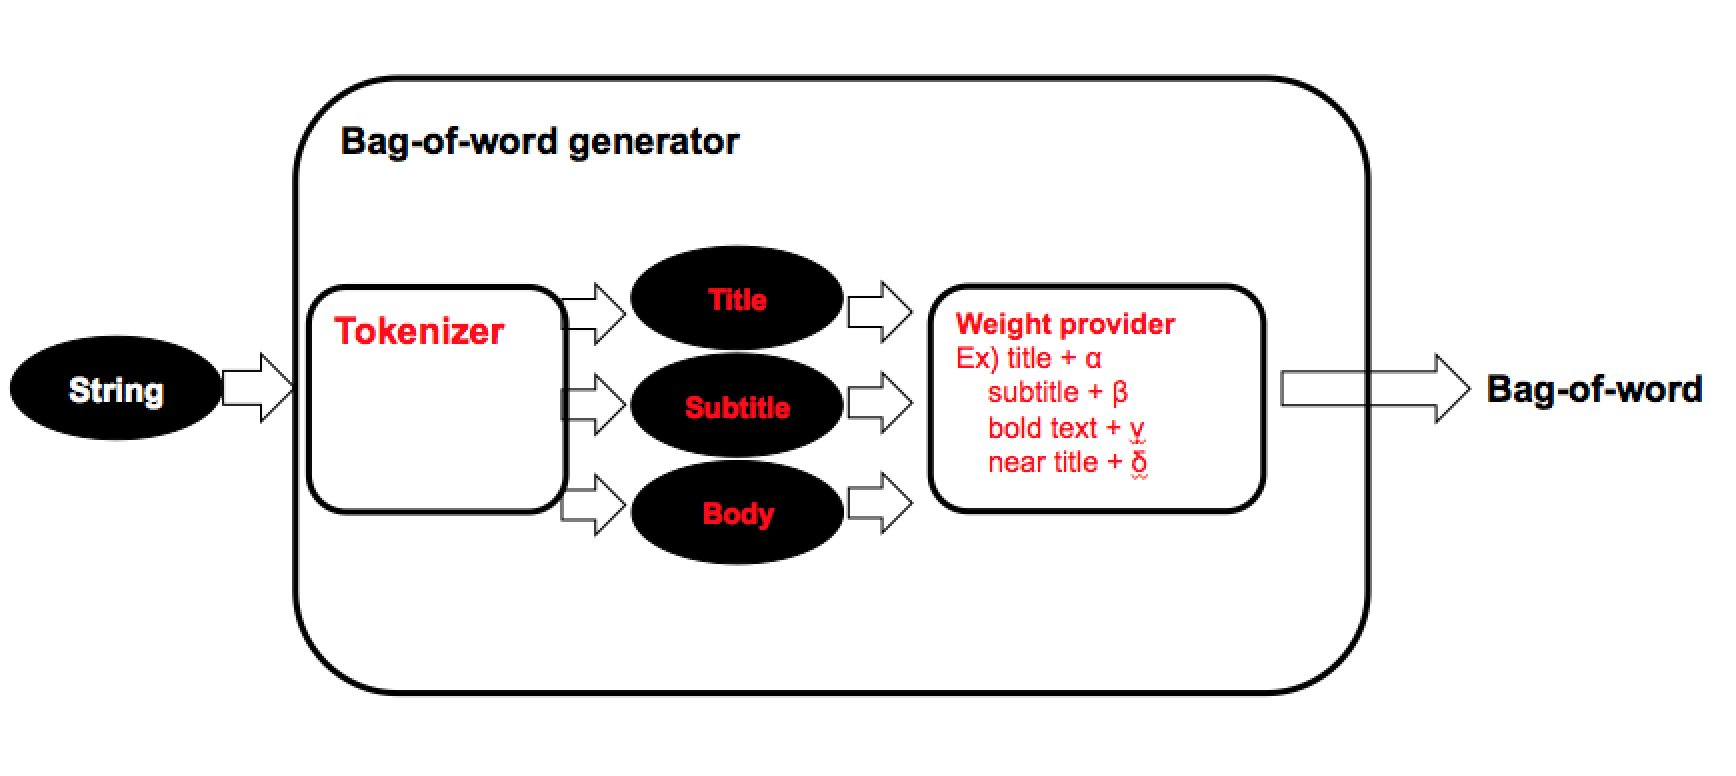 Bag-of-word generator
String
Tokenizer
Title
Subtitle
Body
Weight provider
Ex) title + α
subtitle + β
bold text + γ
near title + δ
Bag-of-word